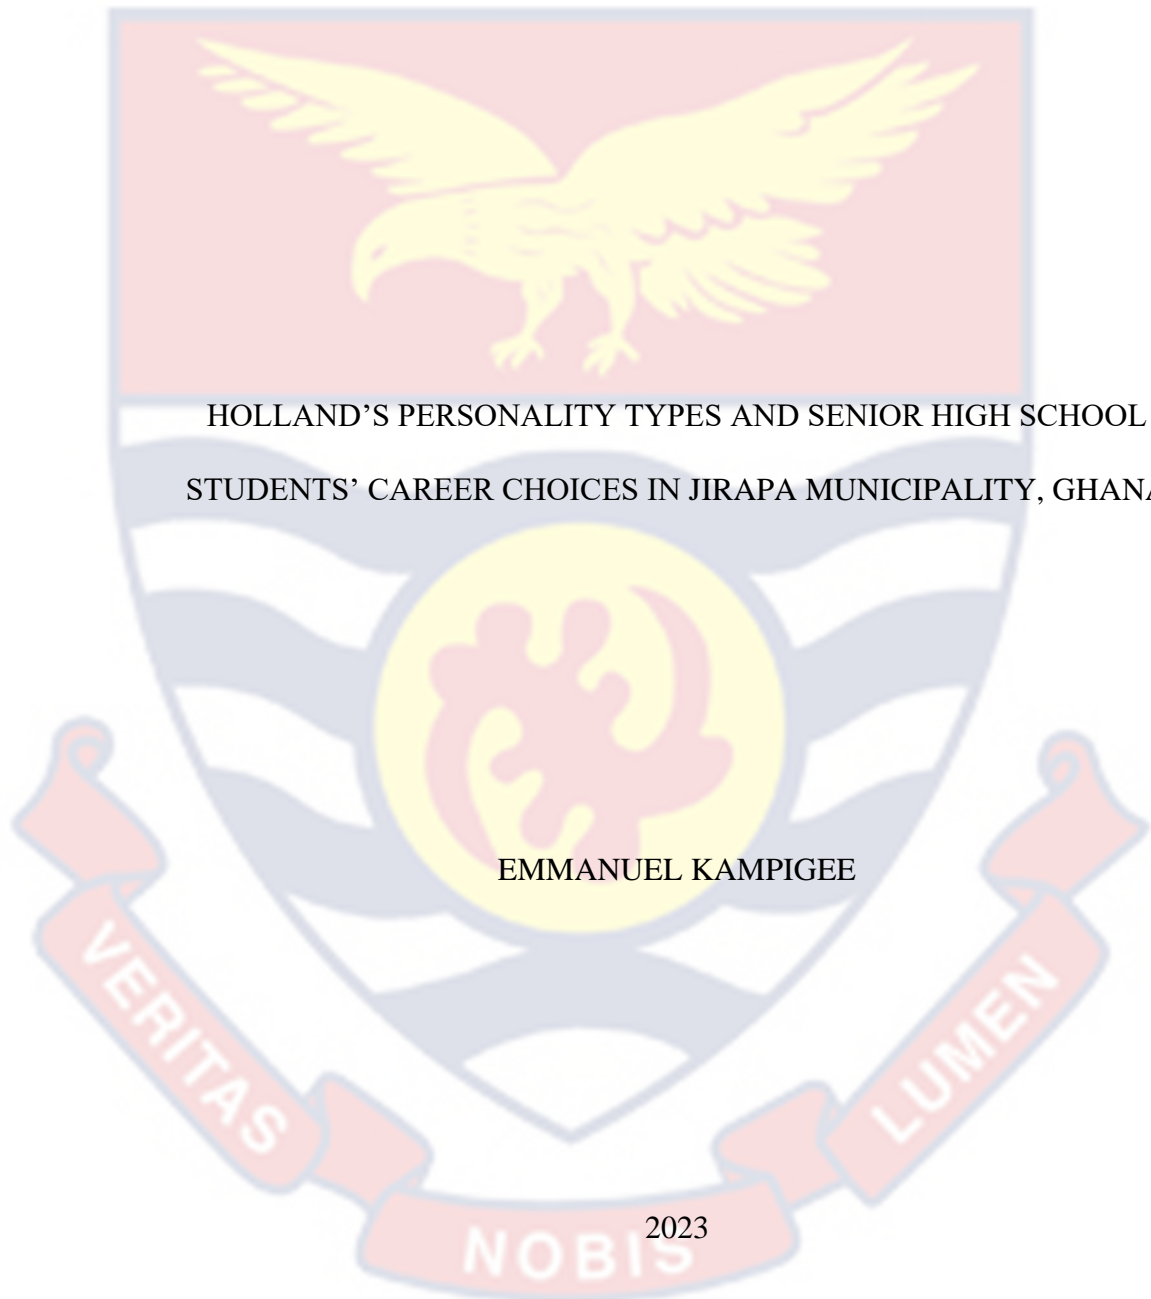 HOLLAND’S PERSONALITY TYPES AND SENIOR HIGH SCHOOL
STUDENTS’ CAREER CHOICES IN JIRAPA MUNICIPALITY, GHANA
EMMANUEL KAMPIGEE
VERITAS
LUMEN
2023
NOBIS